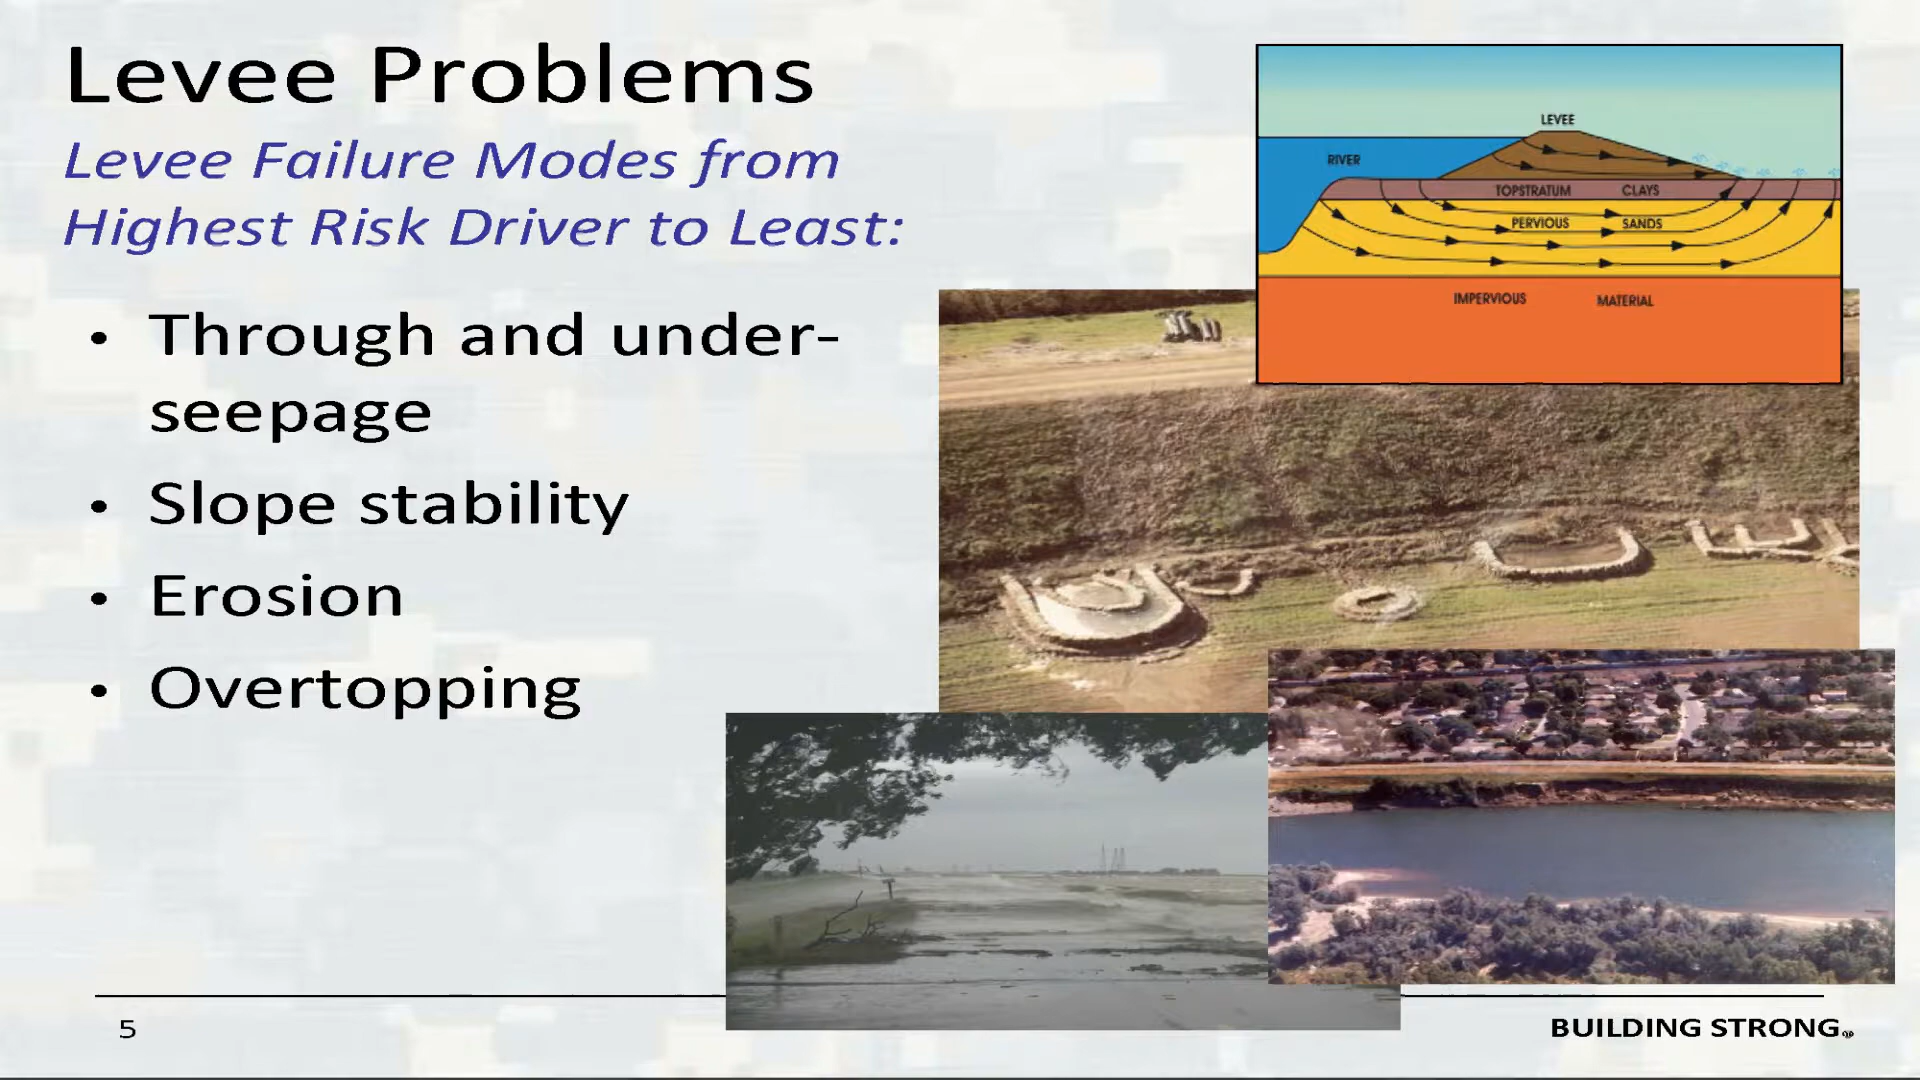 Levee Problems
Levee Failure Modes from
Highest Risk Driver to Least:
• Through and under-
seepage
• Slope stability
• Erosion
• Overtopping
LEVEE
RIVER
TOPSTRATUM CLAYS
PERVIOUS SANDS
IMPERVIOUS MATERIAL
5
BUILDING STRONG®